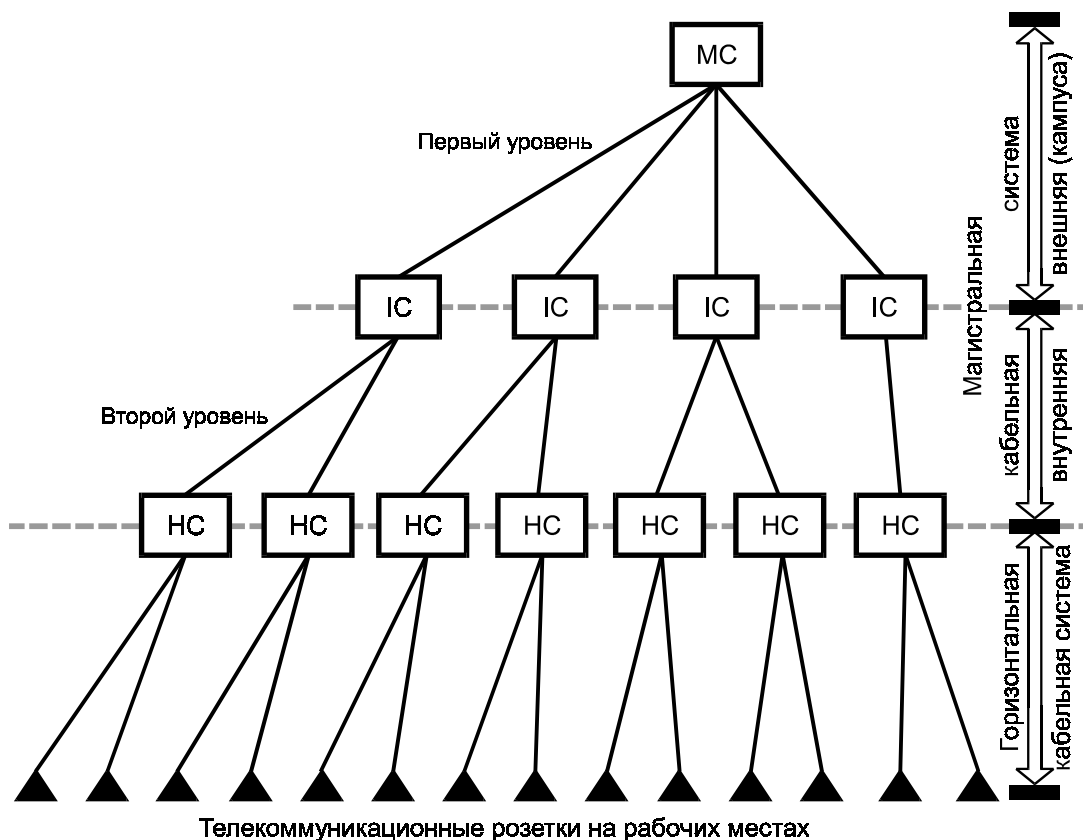 MC
Первый уровень
IC
IC
IC
IC
Второй уровень
HC
HC
HC
HC
HC
HC
HC
Телекоммуникационные розетки на рабочих местах
Магистральная
кабельная система
внешняя (кампуса)
внутренняя
Горизонтальная
кабельная система